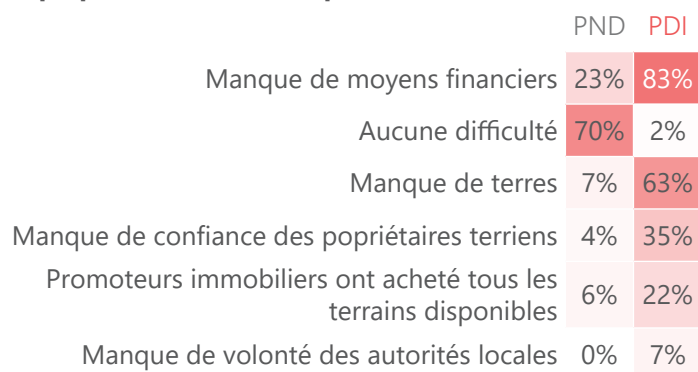 PND PDI
Manque de moyens financiers 23% 83%
Aucune difficulté 70% 2%
Manque de terres 7% 63%
Manque de confiance des popriétaires terriens 4% 35%
Promoteurs immobiliers ont acheté tous les
terrains disponibles 6% 22%
Manque de volonté des autorités locales 0% 7%